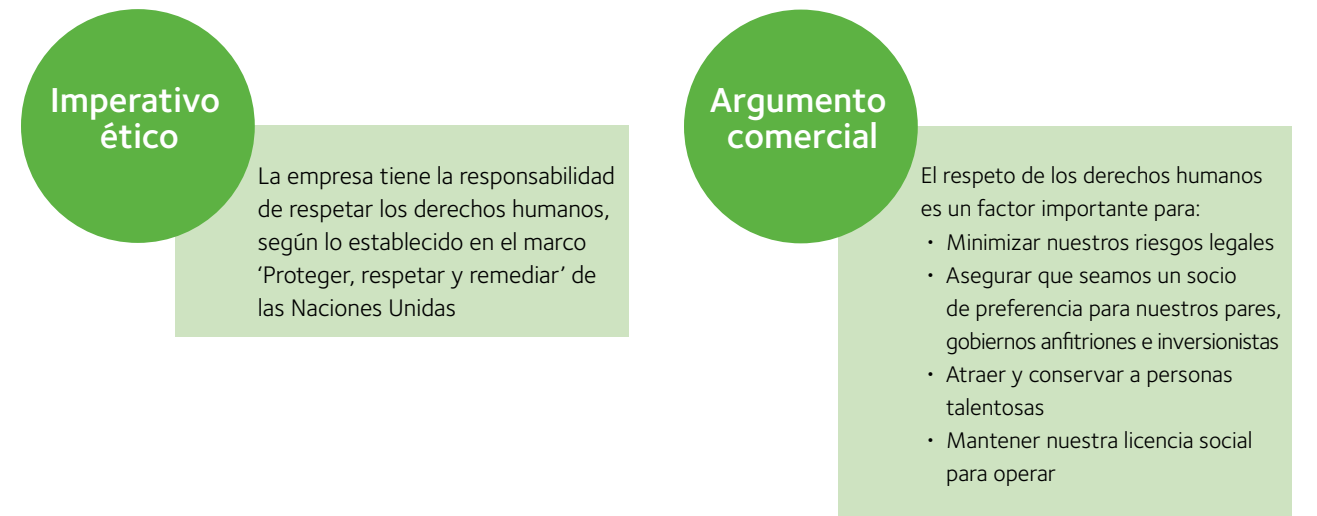 Imperativo
ético
La empresa tiene la responsabilidad
de respetar los derechos humanos,
según lo establecido en el marco
‘Proteger, respetar y remediar’ de
las Naciones Unidas
Argumento
comercial
El respeto de los derechos humanos
es un factor importante para:
• Minimizar nuestros riesgos legales
• Asegurar que seamos un socio
de preferencia para nuestros pares,
gobiernos anfitriones e inversionistas
• Atraer y conservar a personas
talentosas
• Mantener nuestra licencia social
para operar